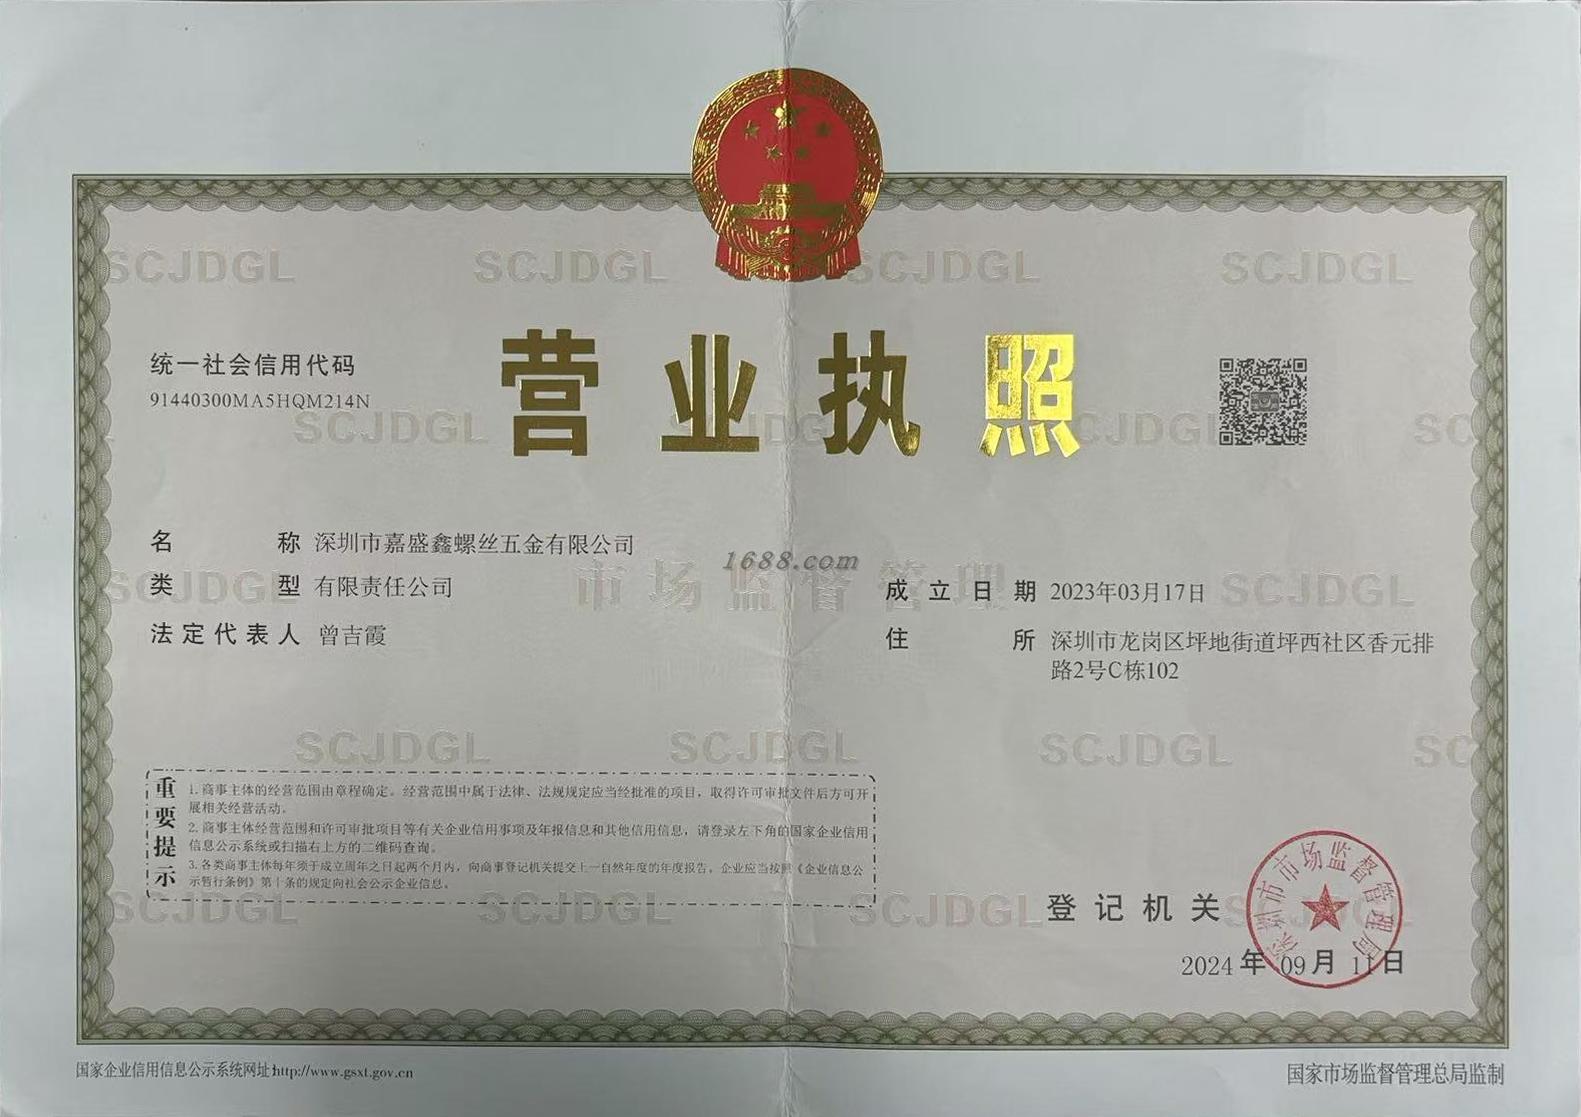 营业执照
统一社会信用代码
91440300MA5HQM214N
名称 深圳市嘉盛鑫螺丝五金有限公司
类型 有限责任公司
法定代表人 曾吉霞
1688.com
市场监督管理
成立日期 2023年03月17日
住所 深圳市龙岗区坪地街道坪西社区香元排
路2号C栋102
重要提示
1.商事主体的经营范围由章程确定。经营范围中属于法律、法规规定应当经批准的项目，取得许可审批文件后方可开
展相关经营活动。
2.商事主体经营范围和许可审批项目等有关企业信用事项及年报信息和其他信用信息，请登录左下角的国家企业信用
信息公示系统或扫描右上方的二维码查询。
3.各类商事主体每年须于成立周年之日起两个月内，向商事登记机关提交上一自然年度的年度报告。企业应当按照《企业信息公
示暂行条例》第十条的规定向社会公示企业信息。
登记机关
深圳市市场监督管理局
2024年09月11日
SCJDGL
国家企业信用信息公示系统网址:http://www.gsxt.gov.cn
国家市场监督管理总局监制